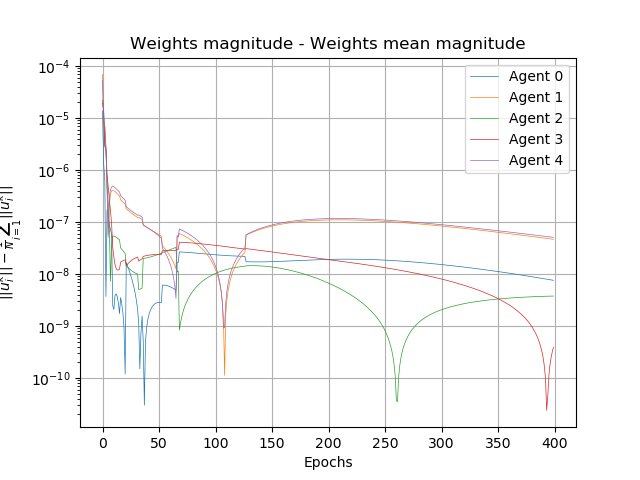 Weights magnitude - Weights mean magnitude
Agent 0
Agent 1
Agent 2
Agent 3
Agent 4
10⁻⁴
10⁻⁵
10⁻⁶
10⁻⁷
10⁻⁸
10⁻⁹
10⁻¹⁰
0 50 100 150 200 250 300 350 400
Epochs